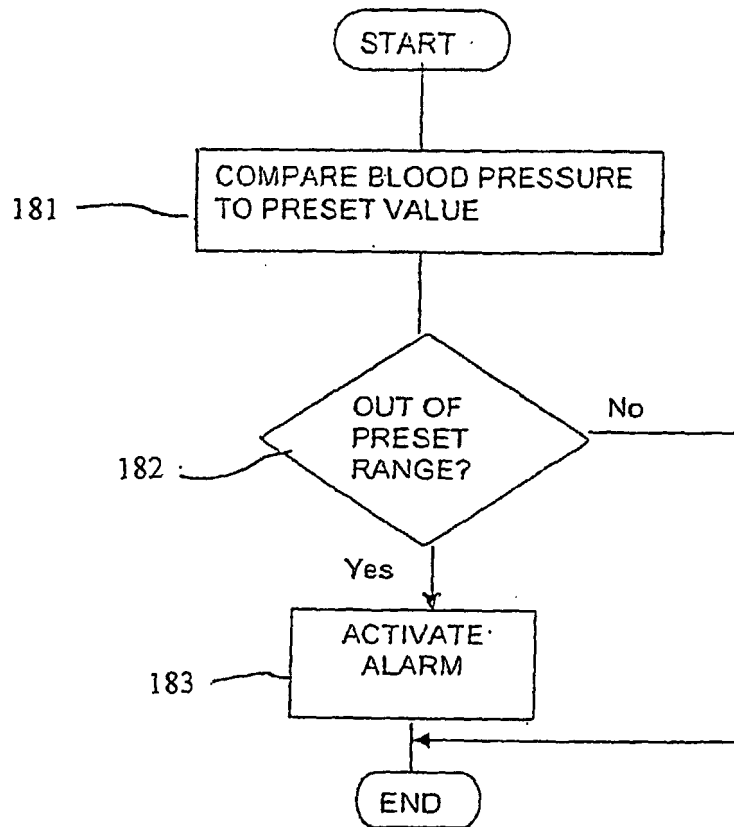 START
COMPARE BLOOD PRESSURE
TO PRESET VALUE
181
OUT OF
PRESET
RANGE?
No
182
Yes
ACTIVATE
ALARM
183
END